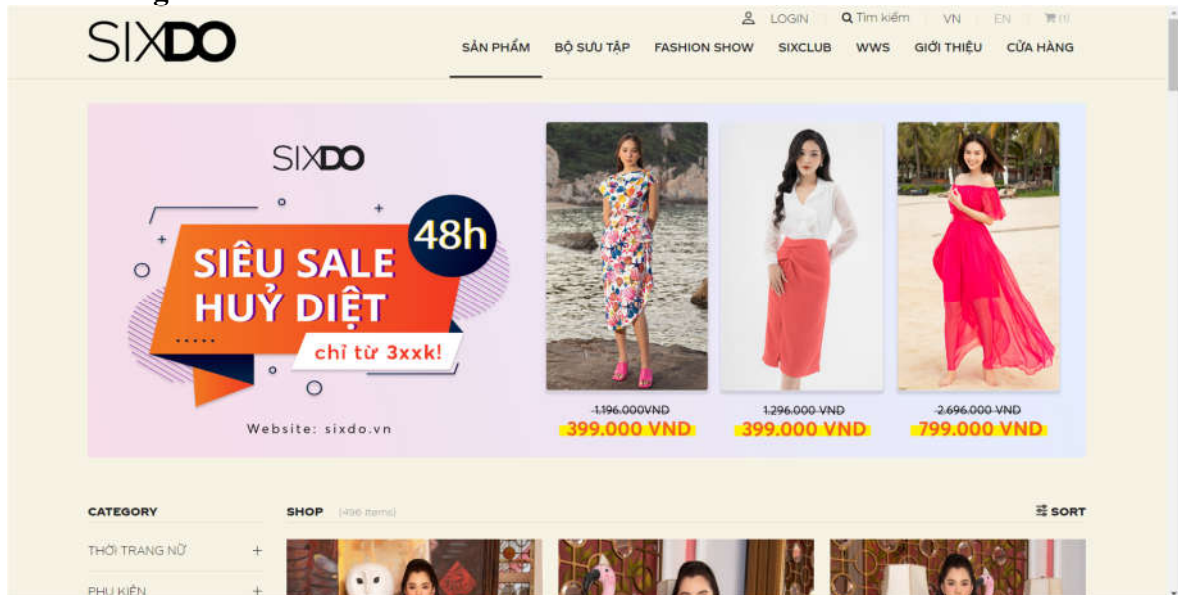 LOGIN Tìm kiếm VN EN (1)
SIXDO
SẢN PHẨM BỘ SƯU TẬP FASHION SHOW SIXCLUB WWS GIỚI THIỆU CỬA HÀNG
SIXDO
48h
SIÊU SALE
HUỶ DIỆT
chỉ từ 3xxk!
Website: sixdo.vn
1.196.000VND 1.296.000 VND 2.696.000 VND
399.000 VND 399.000 VND 799.000 VND
CATEGORY SHOP (496 items) SORT
THỜI TRANG NỮ +
PHỤ KIỆN +